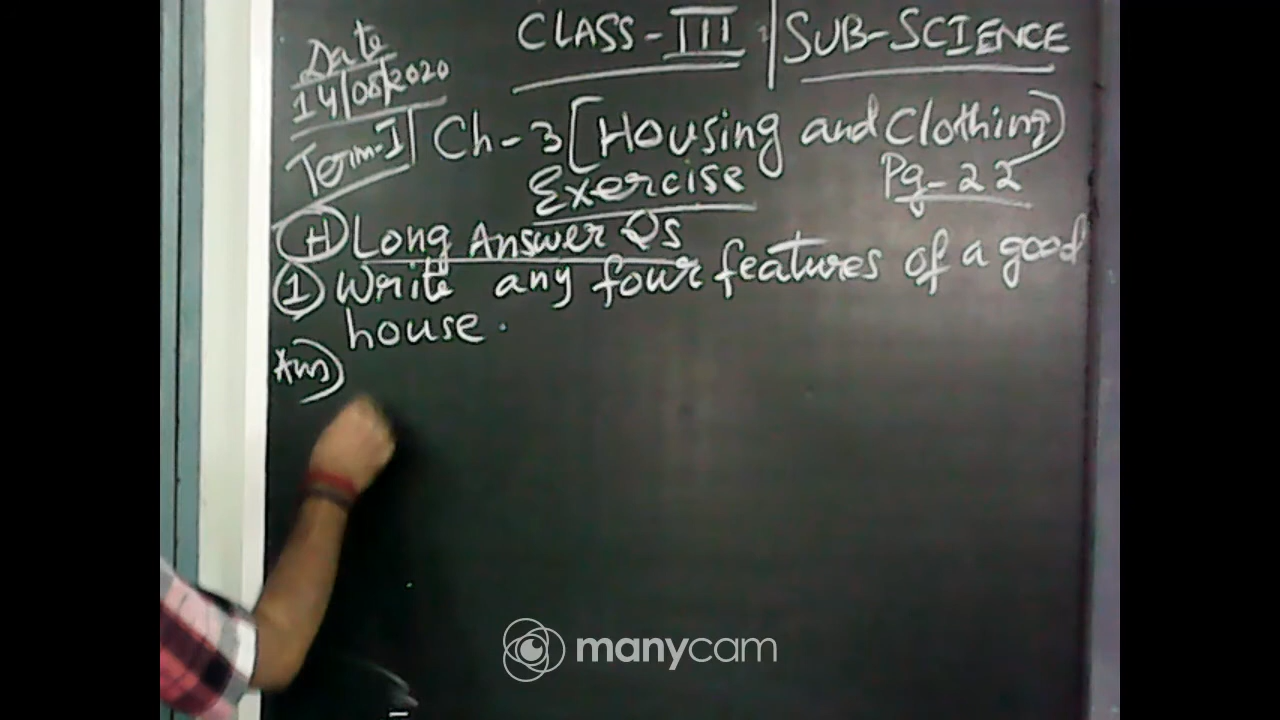 CLASS-III | SUB-SCIENCE
Date
14/05/2020
Term-I Ch-3 [Housing and Clothing]
Exercise Pg-22
(H) Long Answer Qs
(1) Write any four features of a good
house.
Ans)
manycam